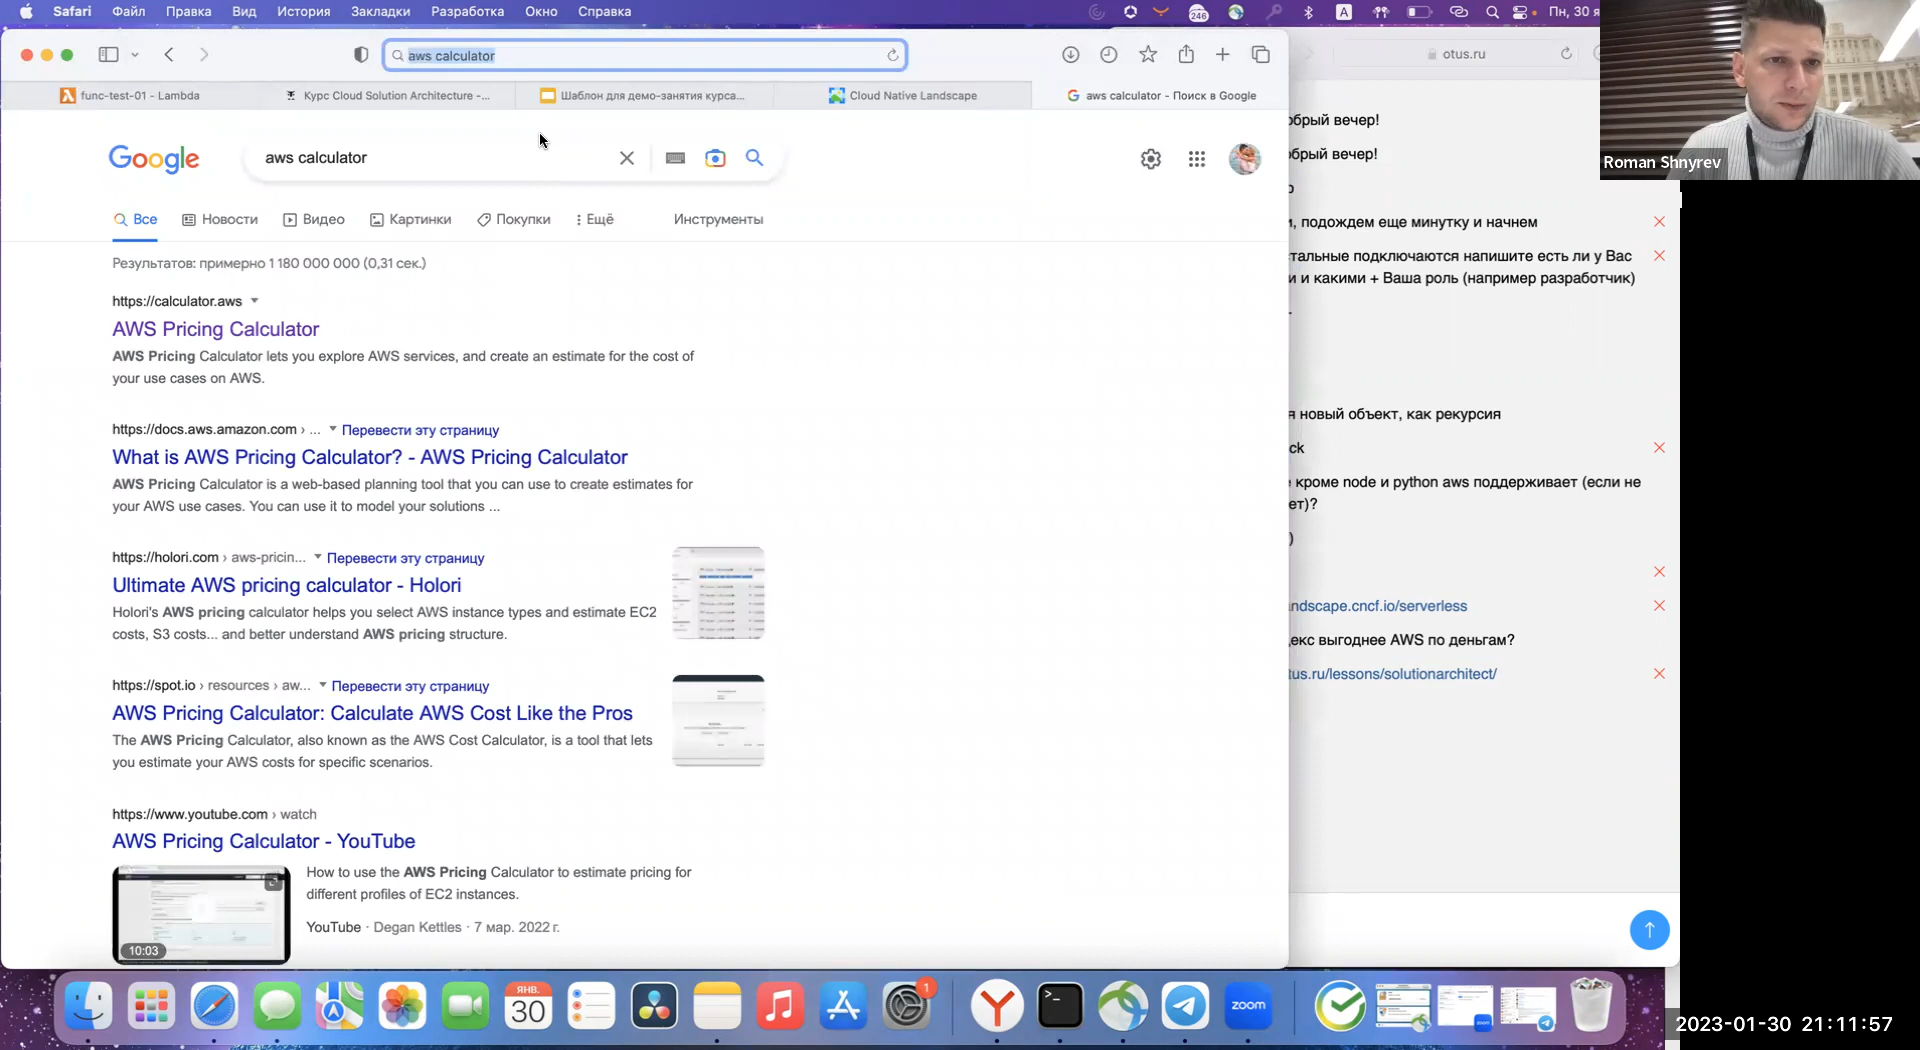 Safari Файл Правка Вид История Закладки Разработка Окно Справка
246 A Пн, 30 я
aws calculator
otus.ru
func-test-01 - Lambda
Курс Cloud Solution Architecture -...
Шаблон для демо-занятия курса...
Cloud Native Landscape
aws calculator - Поиск в Google
Google
aws calculator
Все Новости Видео Картинки Покупки Ещё Инструменты
Результатов: примерно 1 180 000 000 (0,31 сек.)
https://calculator.aws
AWS Pricing Calculator
AWS Pricing Calculator lets you explore AWS services, and create an estimate for the cost of
your use cases on AWS.
https://docs.aws.amazon.com › ... Перевести эту страницу
What is AWS Pricing Calculator? - AWS Pricing Calculator
AWS Pricing Calculator is a web-based planning tool that you can use to create estimates for
your AWS use cases. You can use it to model your solutions ...
https://holori.com › aws-pricin... Перевести эту страницу
Ultimate AWS pricing calculator - Holori
Holori's AWS pricing calculator helps you select AWS instance types and estimate EC2
costs, S3 costs... and better understand AWS pricing structure.
https://spot.io › resources › aw... Перевести эту страницу
AWS Pricing Calculator: Calculate AWS Cost Like the Pros
The AWS Pricing Calculator, also known as the AWS Cost Calculator, is a tool that lets
you estimate your AWS costs for specific scenarios.
https://www.youtube.com › watch
AWS Pricing Calculator - YouTube
How to use the AWS Pricing Calculator to estimate pricing for
different profiles of EC2 instances.
YouTube · Degan Kettles · 7 мар. 2022 г.
10:03
обрый вечер!
обрый вечер!
р
и, подождем еще минутку и начнем
тальные подключаются напишите есть ли у Вас
и и какими + Ваша роль (например разработчик)
я новый объект, как рекурсия
ck
е кроме node и python aws поддерживает (если не
ет)?
)
ndscape.cncf.io/serverless
декс выгоднее AWS по деньгам?
tus.ru/lessons/solutionarchitect/
Roman Shnyrev
ЯНВ.
30
1
zoom
2023-01-30 21:11:57